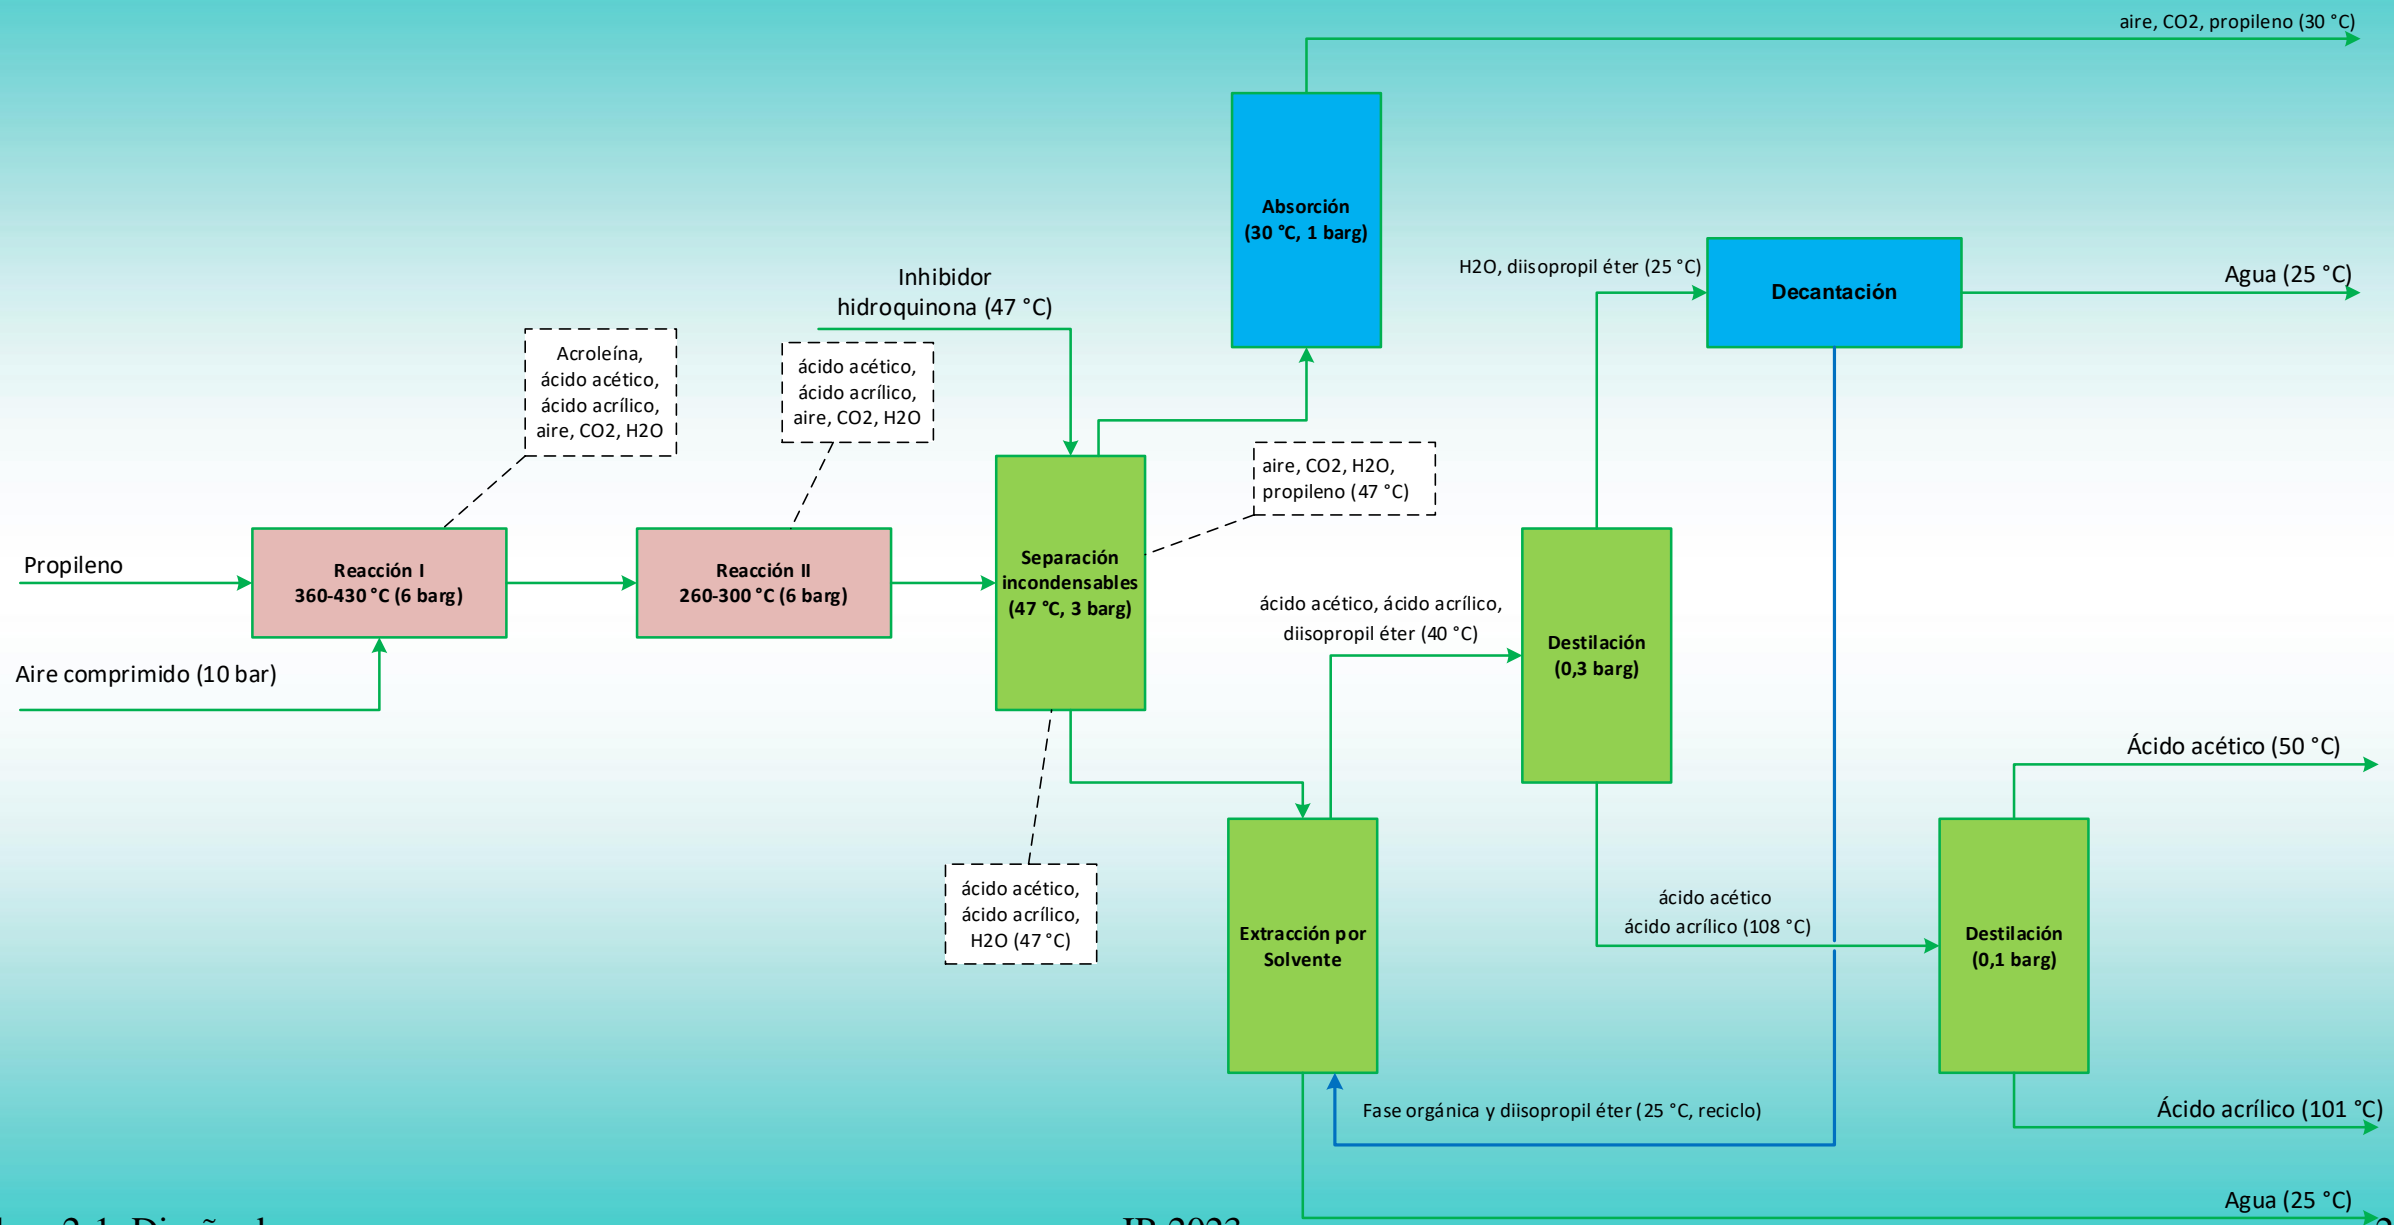 aire, CO2, propileno (30 °C)
Absorción
(30 °C, 1 barg)
H2O, diisopropil éter (25 °C)
Decantación
Agua (25 °C)
Inhibidor
hidroquinona (47 °C)
Acroleína,
ácido acético,
ácido acrílico,
aire, CO2, H2O
ácido acético,
ácido acrílico,
aire, CO2, H2O
aire, CO2, H2O,
propileno (47 °C)
Propileno
Reacción I
360-430 °C (6 barg)
Reacción II
260-300 °C (6 barg)
Separación
incondensables
(47 °C, 3 barg)
Aire comprimido (10 bar)
ácido acético, ácido acrílico,
diisopropil éter (40 °C)
Destilación
(0,3 barg)
Ácido acético (50 °C)
ácido acético,
ácido acrílico,
H2O (47 °C)
Extracción por
Solvente
ácido acético
ácido acrílico (108 °C)
Destilación
(0,1 barg)
Fase orgánica y diisopropil éter (25 °C, reciclo)
Ácido acrílico (101 °C)
Agua (25 °C)
2-1
2023